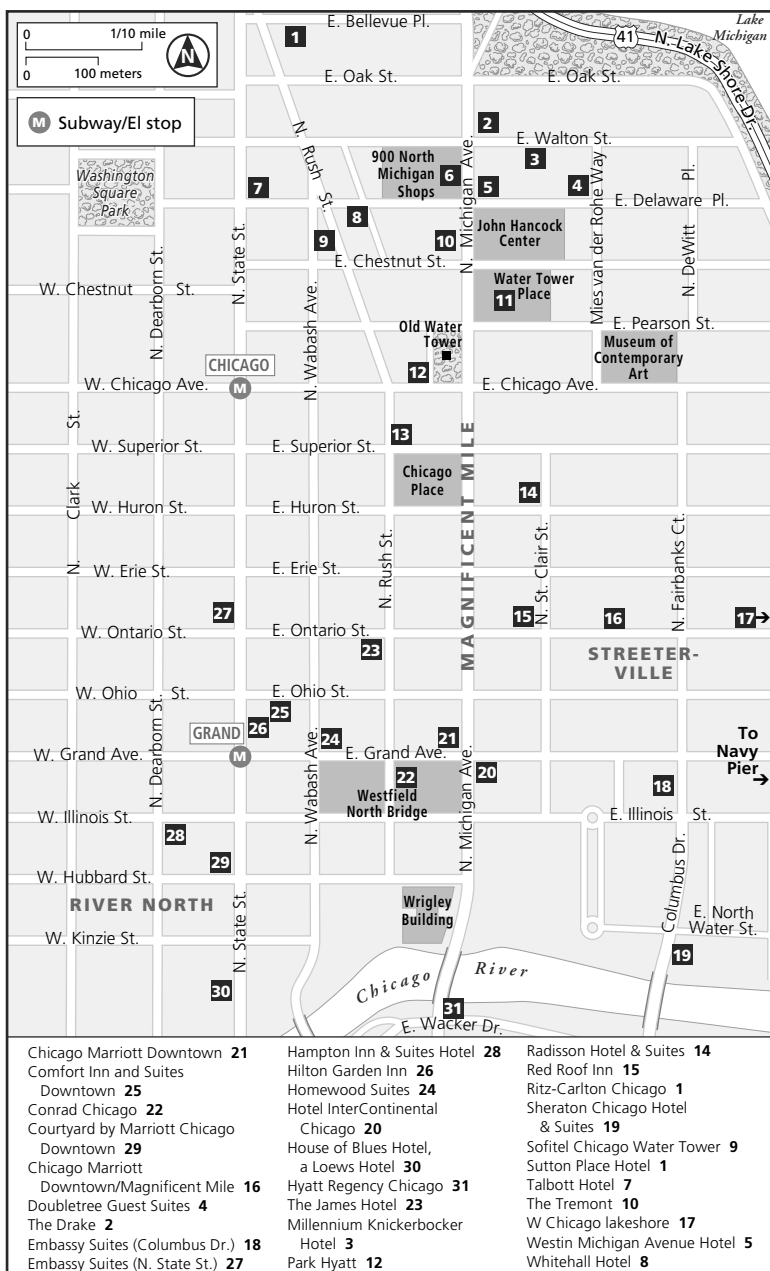 0 1/10 mile
0 100 meters
N
M Subway/El stop
Lake
Michigan
41
N. Lake Shore Dr.
E. Bellevue Pl.
1
E. Oak St.
E. Oak St.
N. Rush St.
2
E. Walton St.
3
Washington
Square
Park
900 North
Michigan
Shops
6
7
5
4
N. Michigan Ave.
Mies van der Rohe Way
N. DeWitt Pl.
E. Delaware Pl.
8
9
10
John Hancock
Center
E. Chestnut St.
W. Chestnut St.
N. Dearborn St.
N. State St.
N. Wabash Ave.
Water Tower
Place
11
E. Pearson St.
Old Water
Tower
Museum of
Contemporary
Art
CHICAGO
M
12
W. Chicago Ave.
E. Chicago Ave.
13
W. Superior St.
E. Superior St.
Chicago
Place
MAGNIFICENT MILE
14
N. Clark St.
W. Huron St.
E. Huron St.
N. Rush St.
N. St. Clair St.
N. Fairbanks Ct.
W. Erie St.
E. Erie St.
27
15
16
17
W. Ontario St.
E. Ontario St.
23
STREETER-
VILLE
W. Ohio St.
E. Ohio St.
25
GRAND
26
M
24
21
W. Grand Ave.
E. Grand Ave.
N. Dearborn St.
N. Wabash Ave.
N. Michigan Ave.
22
20
18
To
Navy
Pier
Westfield
North Bridge
W. Illinois St.
E. Illinois St.
28
29
W. Hubbard St.
RIVER NORTH
Columbus Dr.
Wrigley
Building
E. North
Water St.
W. Kinzie St.
N. State St.
19
30
Chicago River
31
E. Wacker Dr.
Chicago Marriott Downtown 21
Comfort Inn and Suites
Downtown 25
Conrad Chicago 22
Courtyard by Marriott Chicago
Downtown 29
Chicago Marriott
Downtown/Magnificent Mile 16
Doubletree Guest Suites 4
The Drake 2
Embassy Suites (Columbus Dr.) 18
Embassy Suites (N. State St.) 27
Hampton Inn & Suites Hotel 28
Hilton Garden Inn 26
Homewood Suites 24
Hotel InterContinental
Chicago 20
House of Blues Hotel,
a Loews Hotel 30
Hyatt Regency Chicago 31
The James Hotel 23
Millennium Knickerbocker
Hotel 3
Park Hyatt 12
Radisson Hotel & Suites 14
Red Roof Inn 15
Ritz-Carlton Chicago 1
Sheraton Chicago Hotel
& Suites 19
Sofitel Chicago Water Tower 9
Sutton Place Hotel 1
Talbott Hotel 7
The Tremont 10
W Chicago lakeshore 17
Westin Michigan Avenue Hotel 5
Whitehall Hotel 8